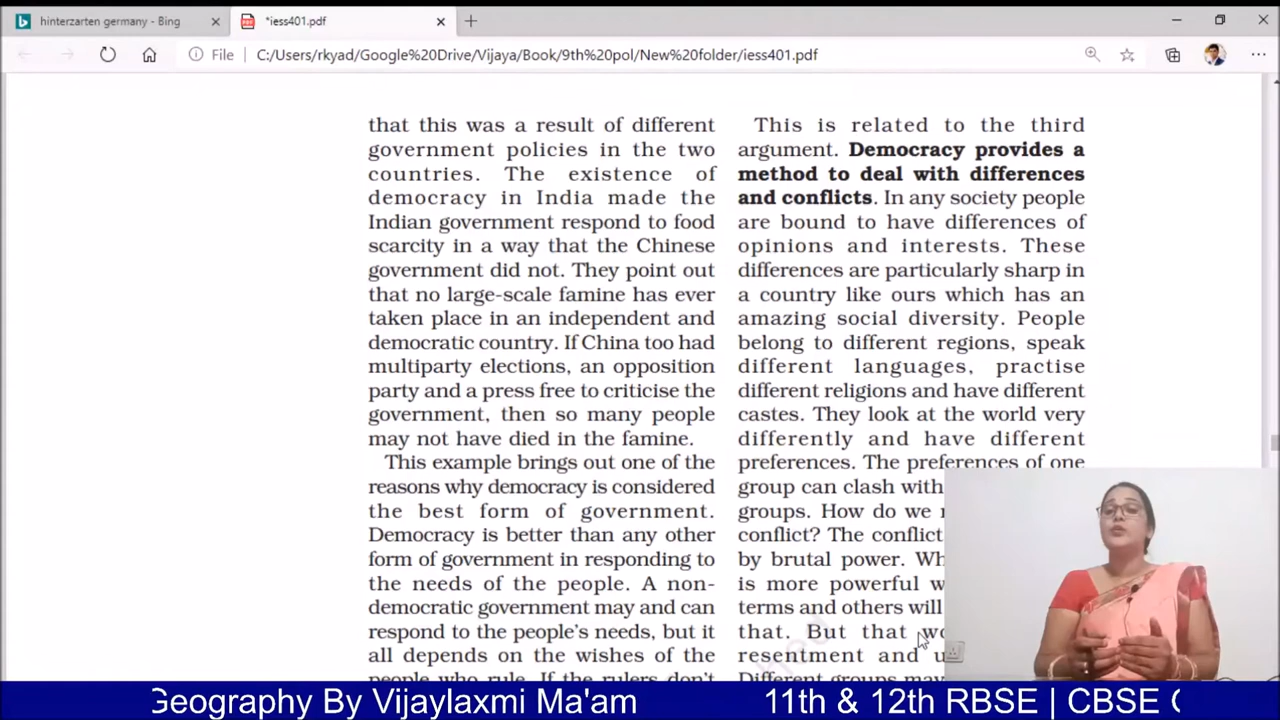 hinterzarten germany - Bing
*iess401.pdf
File
C:/Users/rkyad/Google%20Drive/Vijaya/Book/9th%20pol/New%20folder/iess401.pdf
that this was a result of different
government policies in the two
countries. The existence of
democracy in India made the
Indian government respond to food
scarcity in a way that the Chinese
government did not. They point out
that no large-scale famine has ever
taken place in an independent and
democratic country. If China too had
multiparty elections, an opposition
party and a press free to criticise the
government, then so many people
may not have died in the famine.
This example brings out one of the
reasons why democracy is considered
the best form of government.
Democracy is better than any other
form of government in responding to
the needs of the people. A non-
democratic government may and can
respond to the people's needs, but it
all depends on the wishes of the
people who rule. If the rulers don't
This is related to the third
argument. Democracy provides a
method to deal with differences
and conflicts. In any society people
are bound to have differences of
opinions and interests. These
differences are particularly sharp in
a country like ours which has an
amazing social diversity. People
belong to different regions, speak
different languages, practise
different religions and have different
castes. They look at the world very
differently and have different
preferences. The preferences of one
group can clash with
groups. How do we
conflict? The conflict
by brutal power.
is more powerful
terms and others will
that. But that
resentment and
Different groups may
Geography By Vijaylaxmi Ma'am
11th & 12th RBSE | CBSE